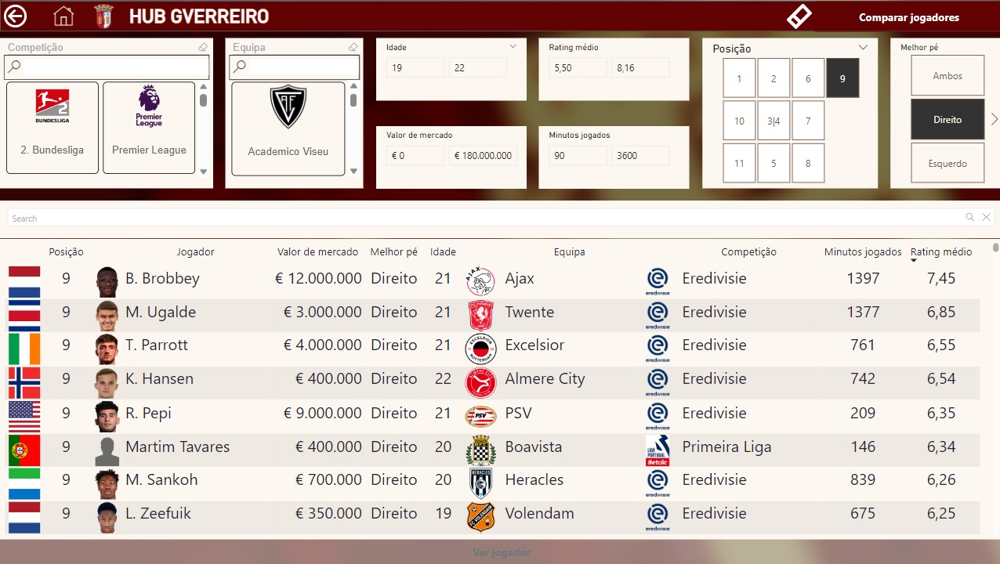 HUB GVERREIRO
Comparar jogadores
Competição
Equipa
2
BUNDESLIGA
2. Bundesliga
Premier
League
Premier League
Academico Viseu
Idade
19 22
Rating médio
5,50 8,16
Valor de mercado
€ 0 € 180.000.000
Minutos jogados
90 3600
Posição
1 2 6 9
10 3|4 7
11 5 8
Melhor pé
Ambos
Direito
Esquerdo
Search
Posição Jogador Valor de mercado Melhor pé Idade Equipa Competição Minutos jogados Rating médio
9 B. Brobbey € 12.000.000 Direito 21 Ajax Eredivisie 1397 7,45
9 M. Ugalde € 3.000.000 Direito 21 Twente Eredivisie 1377 6,85
9 T. Parrott € 4.000.000 Direito 21 Excelsior Eredivisie 761 6,55
9 K. Hansen € 400.000 Direito 22 Almere City Eredivisie 742 6,54
9 R. Pepi € 9.000.000 Direito 21 PSV Eredivisie 209 6,35
9 Martim Tavares € 400.000 Direito 20 Boavista Primeira Liga 146 6,34
9 M. Sankoh € 700.000 Direito 20 Heracles Eredivisie 839 6,26
9 L. Zeefuik € 350.000 Direito 19 Volendam Eredivisie 675 6,25
Ver jogador